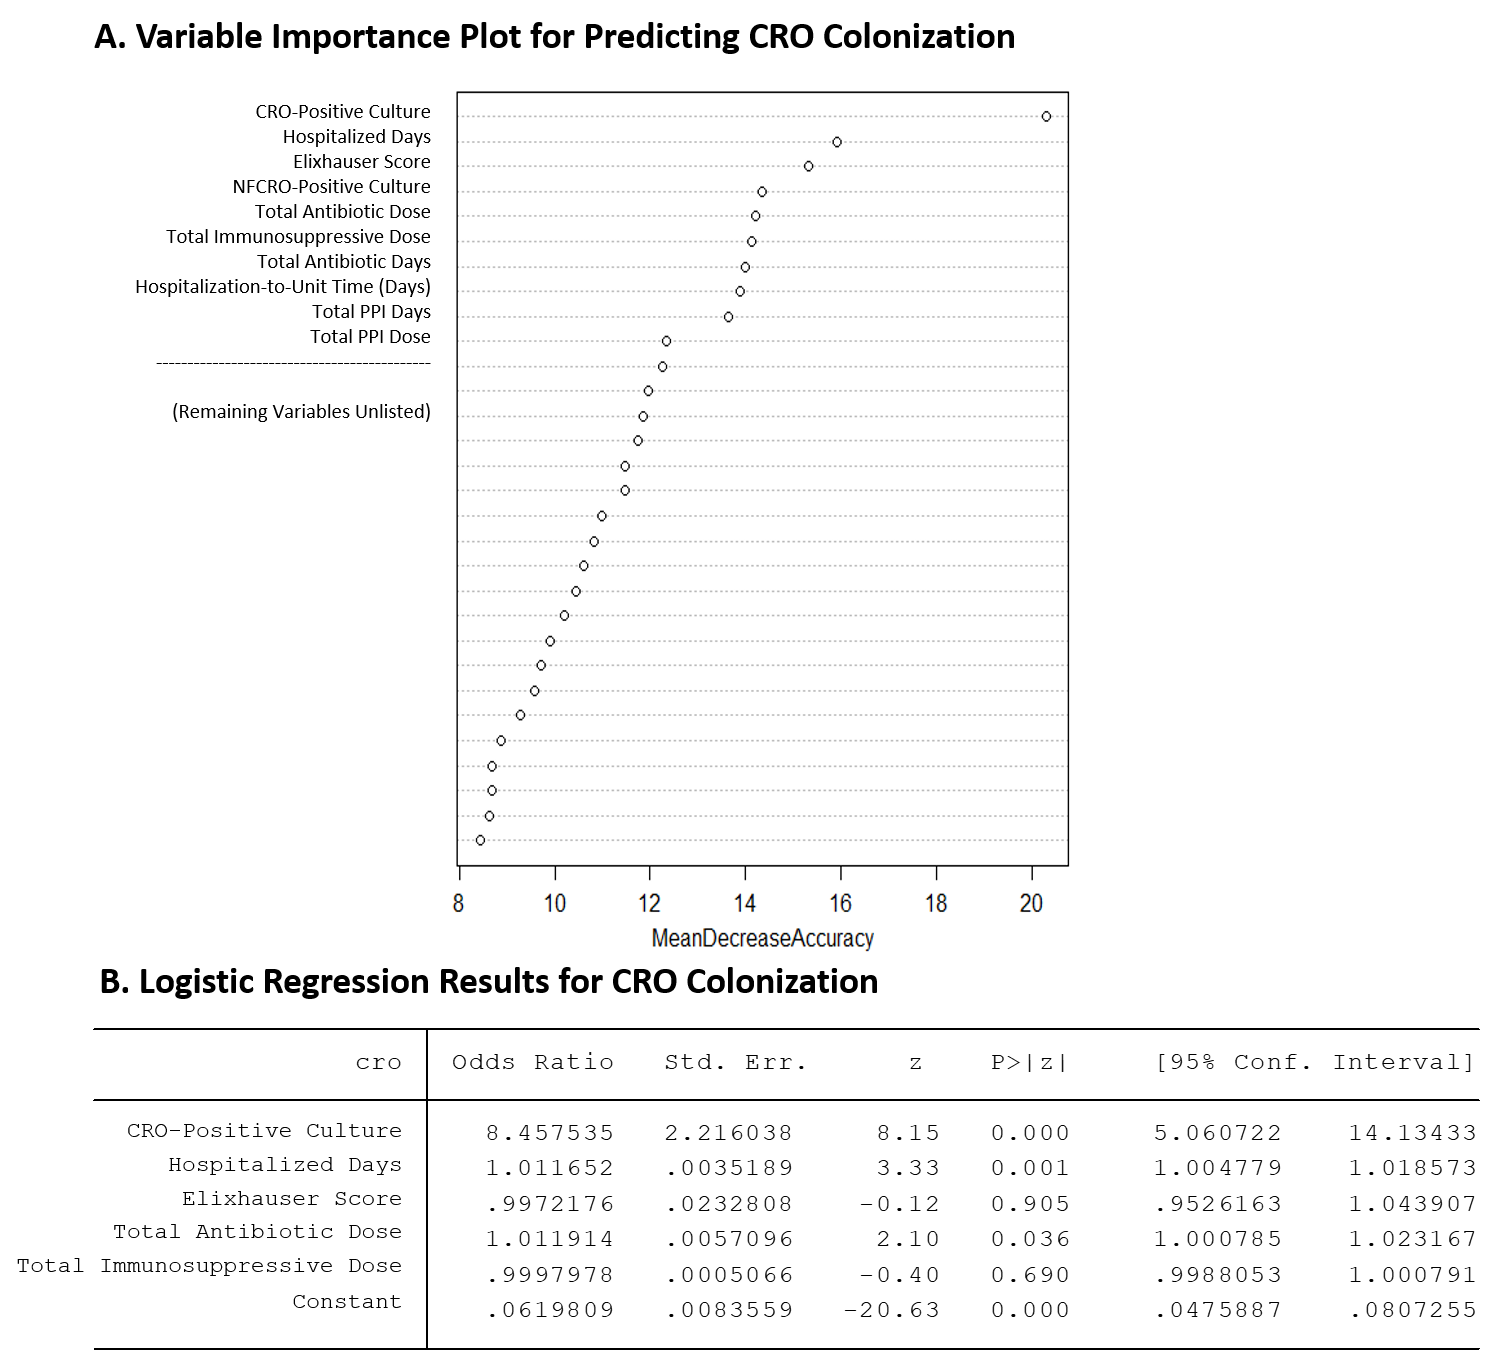 A. Variable Importance Plot for Predicting CRO Colonization
CRO-Positive Culture
Hospitalized Days
Elixhauser Score
NFCRO-Positive Culture
Total Antibiotic Dose
Total Immunosuppressive Dose
Total Antibiotic Days
Hospitalization-to-Unit Time (Days)
Total PPI Days
Total PPI Dose
--------------------------------------------
(Remaining Variables Unlisted)
8 10 12 14 16 18 20
MeanDecreaseAccuracy
B. Logistic Regression Results for CRO Colonization
cro Odds Ratio Std. Err. z P>|z| [95% Conf. Interval]
CRO-Positive Culture 8.457535 2.216038 8.15 0.000 5.060722 14.13433
Hospitalized Days 1.011652 .0035189 3.33 0.001 1.004779 1.018573
Elixhauser Score .9972176 .0232808 -0.12 0.905 .9526163 1.043907
Total Antibiotic Dose 1.011914 .0057096 2.10 0.036 1.000785 1.023167
Total Immunosuppressive Dose .9997978 .0005066 -0.40 0.690 .9988053 1.000791
Constant .0619809 .0083559 -20.63 0.000 .0475887 .0807255